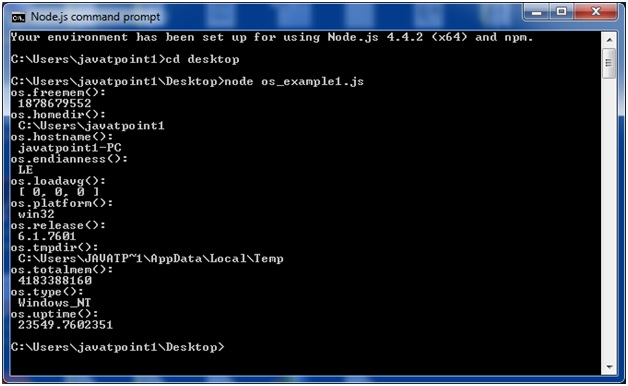 Node.js command prompt
Your environment has been set up for using Node.js 4.4.2 (x64) and npm.
C:\Users\javatpoint1>cd desktop
C:\Users\javatpoint1\Desktop>node os_example1.js
os.freemem():
1878679552
os.homedir():
C:\Users\javatpoint1
os.hostname():
javatpoint1-PC
os.endianness():
LE
os.loadavg():
[ 0, 0, 0 ]
os.platform():
win32
os.release():
6.1.7601
os.tmpdir():
C:\Users\JAVATP~1\AppData\Local\Temp
os.totalmem():
4183388160
os.type():
Windows_NT
os.uptime():
23549.7602351
C:\Users\javatpoint1\Desktop>